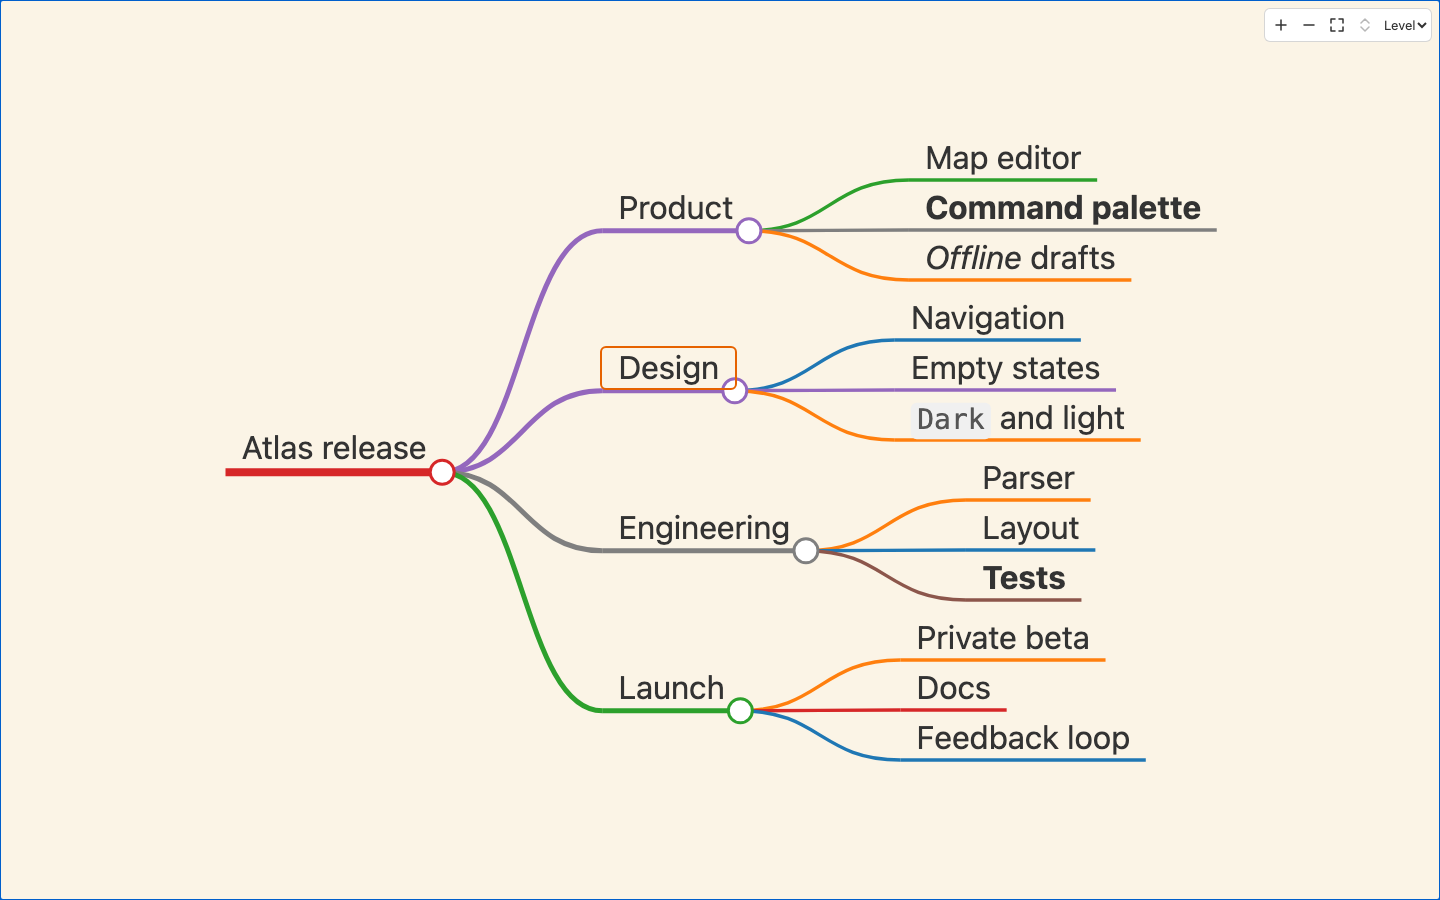 Level
Atlas release
Product
Map editor
Command palette
Offline drafts
Design
Navigation
Empty states
Dark and light
Engineering
Parser
Layout
Tests
Launch
Private beta
Docs
Feedback loop